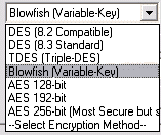 Blowfish (Variable-Key)
DES (8.2 Compatible)
DES (8.3 Standard)
TDES (Triple-DES)
Blowfish (Variable-Key)
AES 128-bit
AES 192-bit
AES 256-bit (Most Secure but s
--Select Encryption Method--